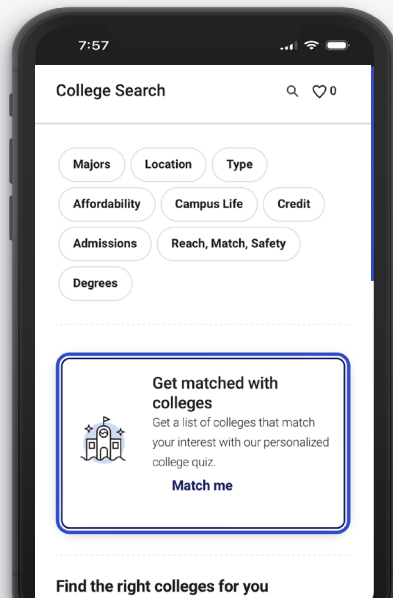 7:57
College Search 0
Majors Location Type
Affordability Campus Life Credit
Admissions Reach, Match, Safety
Degrees
Get matched with
colleges
Get a list of colleges that match
your interest with our personalized
college quiz.
Match me
Find the right colleges for you